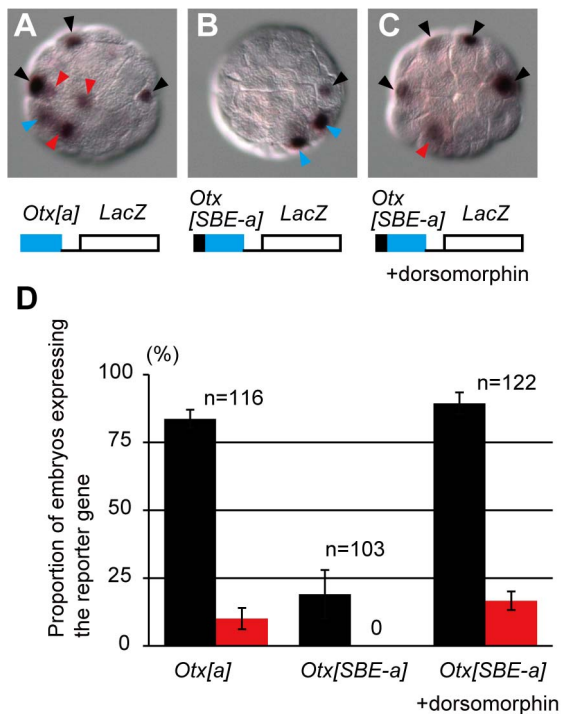 A
B
C
Otx[a] LacZ
Otx
[SBE-a] LacZ
Otx
[SBE-a] LacZ
+dorsomorphin
D
Proportion of embryos expressing
the reporter gene
(%)
100
75
50
25
0
n=116
n=103
n=122
0
Otx[a]
Otx[SBE-a]
Otx[SBE-a]
+dorsomorphin